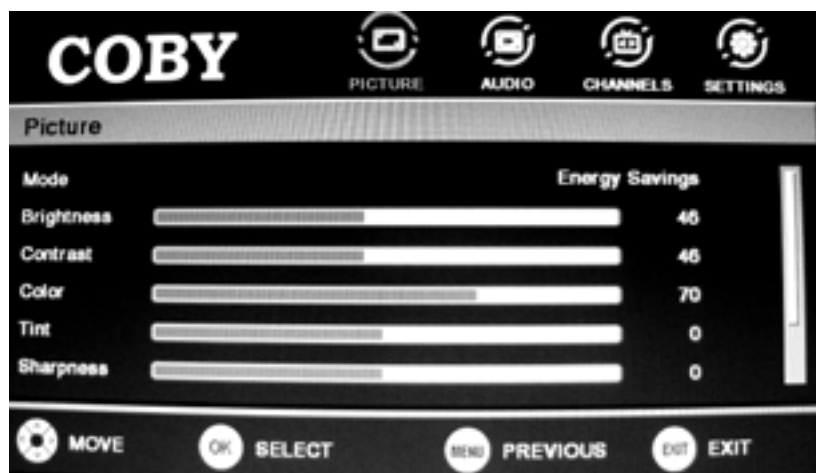 COBY
PICTURE AUDIO CHANNELS SETTINGS
Picture
Mode Energy Savings
Brightness 46
Contrast 46
Color 70
Tint 0
Sharpness 0
MOVE OK SELECT MENU PREVIOUS EXIT EXIT